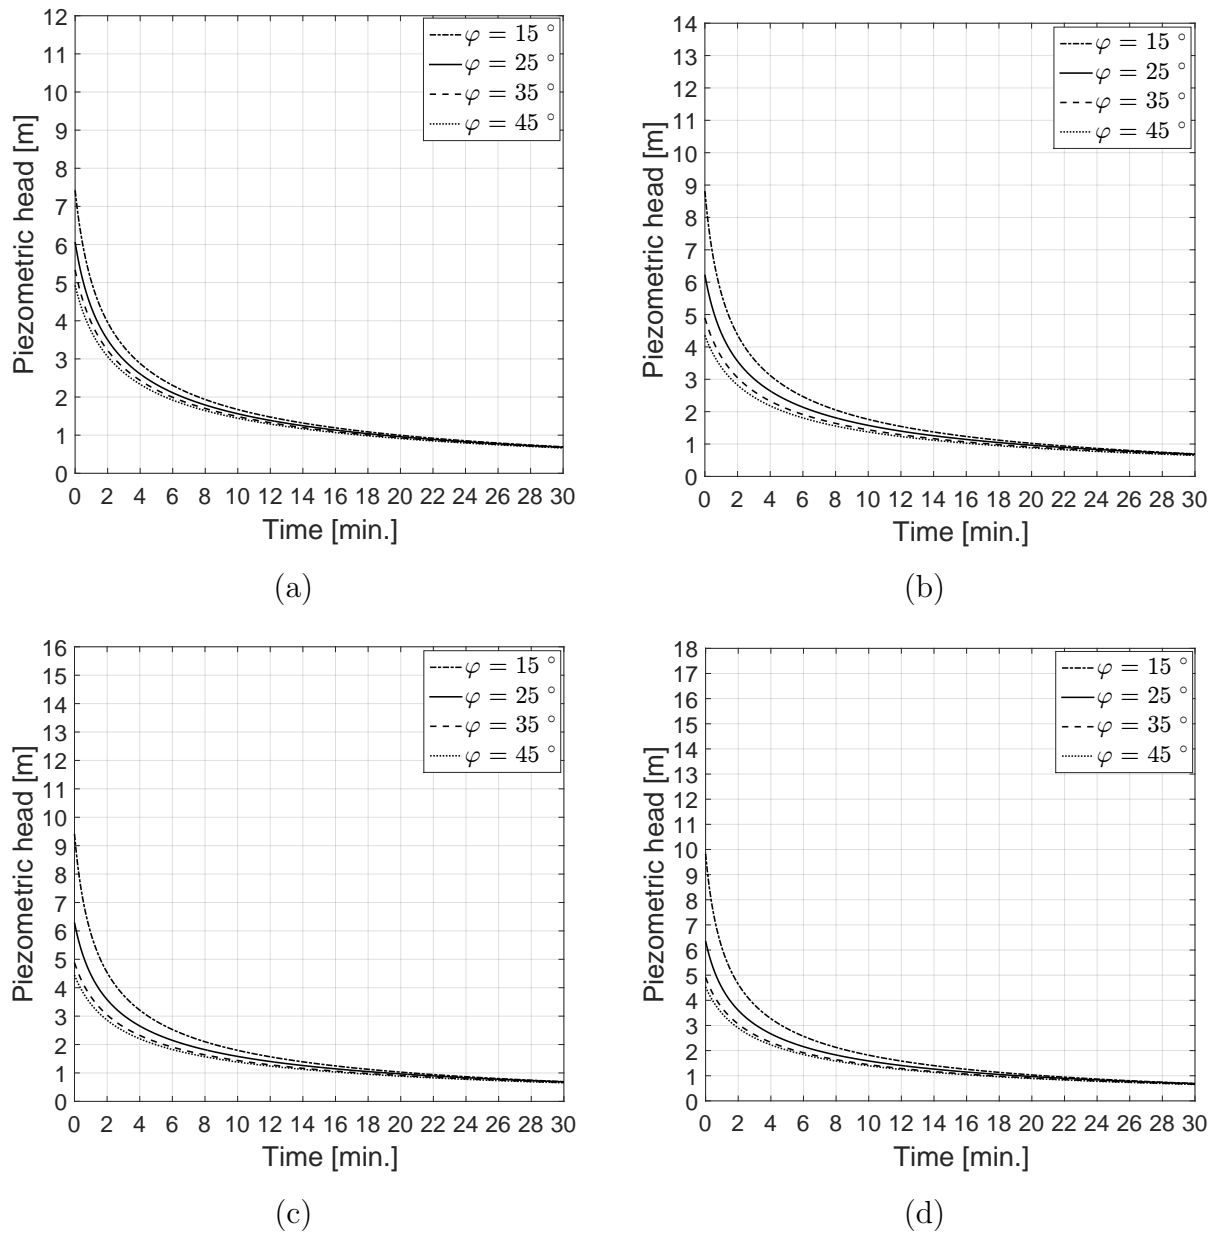 12
11
10
9
8
7
6
5
4
3
2
1
0
Piezometric head [m]
φ = 15 °
φ = 25 °
φ = 35 °
φ = 45 °
0 2 4 6 8 10 12 14 16 18 20 22 24 26 28 30
Time [min.]
(a)
14
13
12
11
10
9
8
7
6
5
4
3
2
1
0
Piezometric head [m]
φ = 15 °
φ = 25 °
φ = 35 °
φ = 45 °
0 2 4 6 8 10 12 14 16 18 20 22 24 26 28 30
Time [min.]
(b)
16
15
14
13
12
11
10
9
8
7
6
5
4
3
2
1
0
Piezometric head [m]
φ = 15 °
φ = 25 °
φ = 35 °
φ = 45 °
0 2 4 6 8 10 12 14 16 18 20 22 24 26 28 30
Time [min.]
(c)
18
17
16
15
14
13
12
11
10
9
8
7
6
5
4
3
2
1
0
Piezometric head [m]
φ = 15 °
φ = 25 °
φ = 35 °
φ = 45 °
0 2 4 6 8 10 12 14 16 18 20 22 24 26 28 30
Time [min.]
(d)